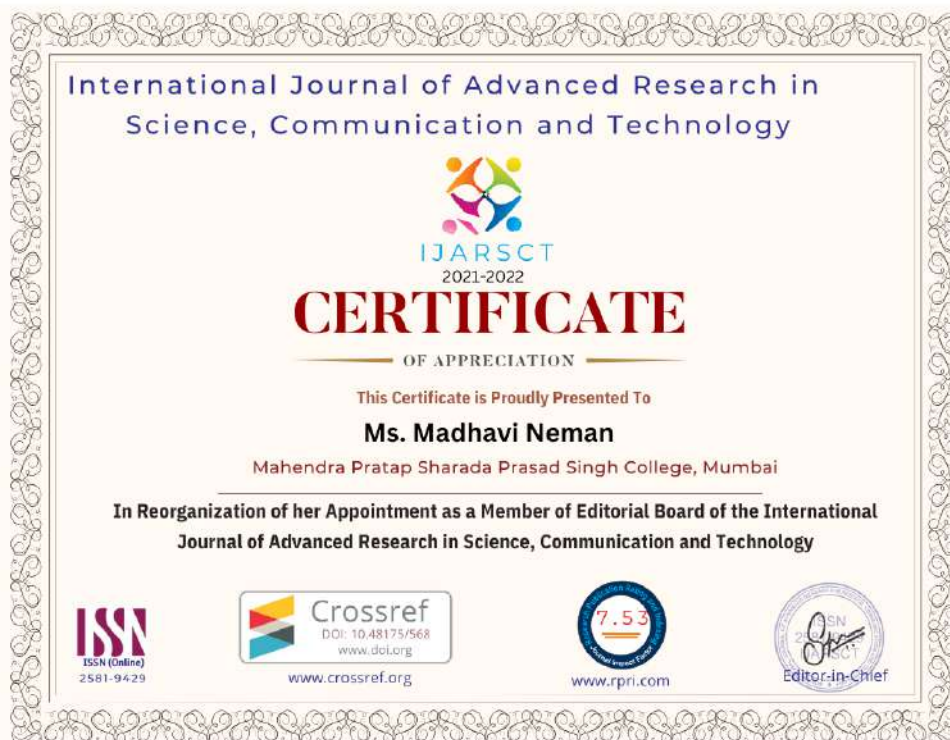 International Journal of Advanced Research in
Science, Communication and Technology
IJARSCT
2021-2022
CERTIFICATE
OF APPRECIATION
This Certificate is Proudly Presented To
Ms. Madhavi Neman
Mahendra Pratap Sharada Prasad Singh College, Mumbai
In Reorganization of her Appointment as a Member of Editorial Board of the International
Journal of Advanced Research in Science, Communication and Technology
ISSN
ISSN (Online)
2581-9429
Crossref
DOI: 10.48175/568
www.doi.org
www.crossref.org
7.53
Journal Impact Factor
www.rpri.com
ISSN
Editor-in-Chief